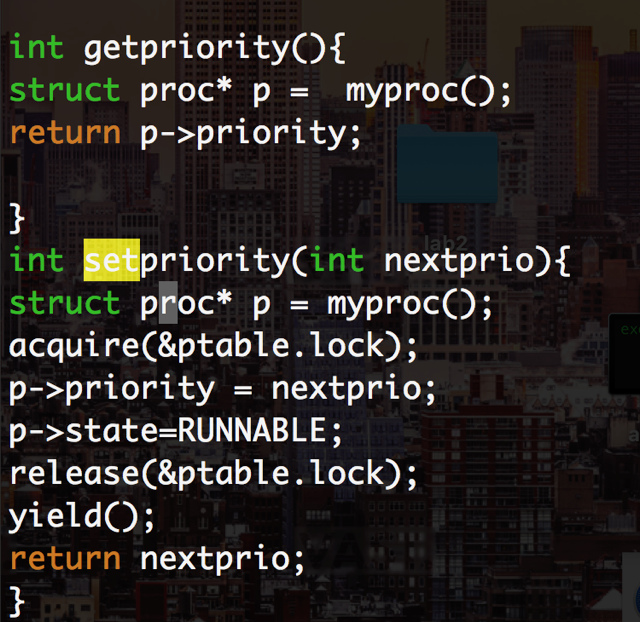 int getpriority(){
struct proc* p =  myproc();
return p->priority;
}
int setpriority(int nextprio){
struct proc* p = myproc();
acquire(&ptable.lock);
p->priority = nextprio;
p->state=RUNNABLE;
release(&ptable.lock);
yield();
return nextprio;
}
lab2